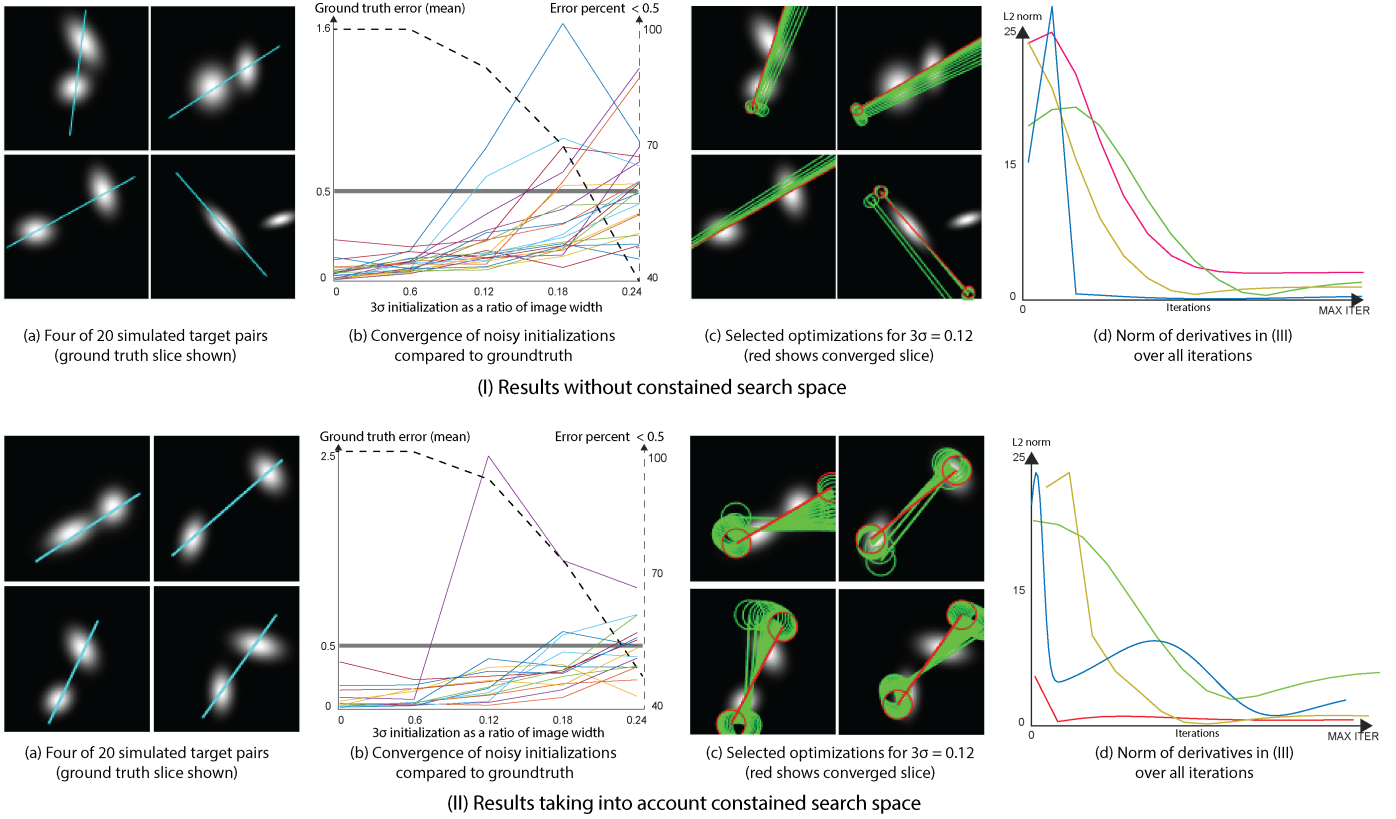 Ground truth error (mean)
Error percent < 0.5
1.6
0.5
0
100
70
40
0
0.6
0.12
0.18
0.24
3σ initialization as a ratio of image width
L2 norm
25
15
0
0
Iterations
MAX ITER
(a) Four of 20 simulated target pairs
(ground truth slice shown)
(b) Convergence of noisy initializations
compared to groundtruth
(c) Selected optimizations for 3σ = 0.12
(red shows converged slice)
(d) Norm of derivatives in (III)
over all iterations
(I) Results without constained search space
Ground truth error (mean)
Error percent < 0.5
2.5
0.5
0
100
70
40
0
0.6
0.12
0.18
0.24
3σ initialization as a ratio of image width
L2 norm
25
15
0
0
Iterations
MAX ITER
(a) Four of 20 simulated target pairs
(ground truth slice shown)
(b) Convergence of noisy initializations
compared to groundtruth
(c) Selected optimizations for 3σ = 0.12
(red shows converged slice)
(d) Norm of derivatives in (III)
over all iterations
(II) Results taking into account constained search space